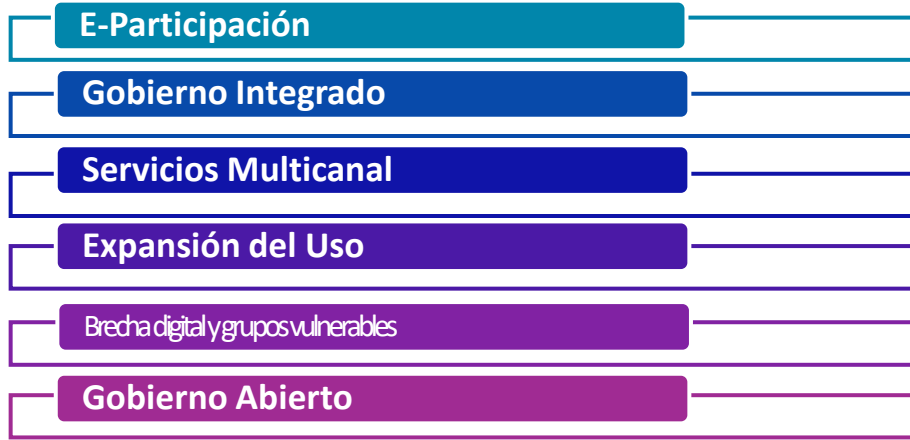 E-Participación
Gobierno Integrado
Servicios Multicanal
Expansión del Uso
Brecha digital y grupos vulnerables
Gobierno Abierto